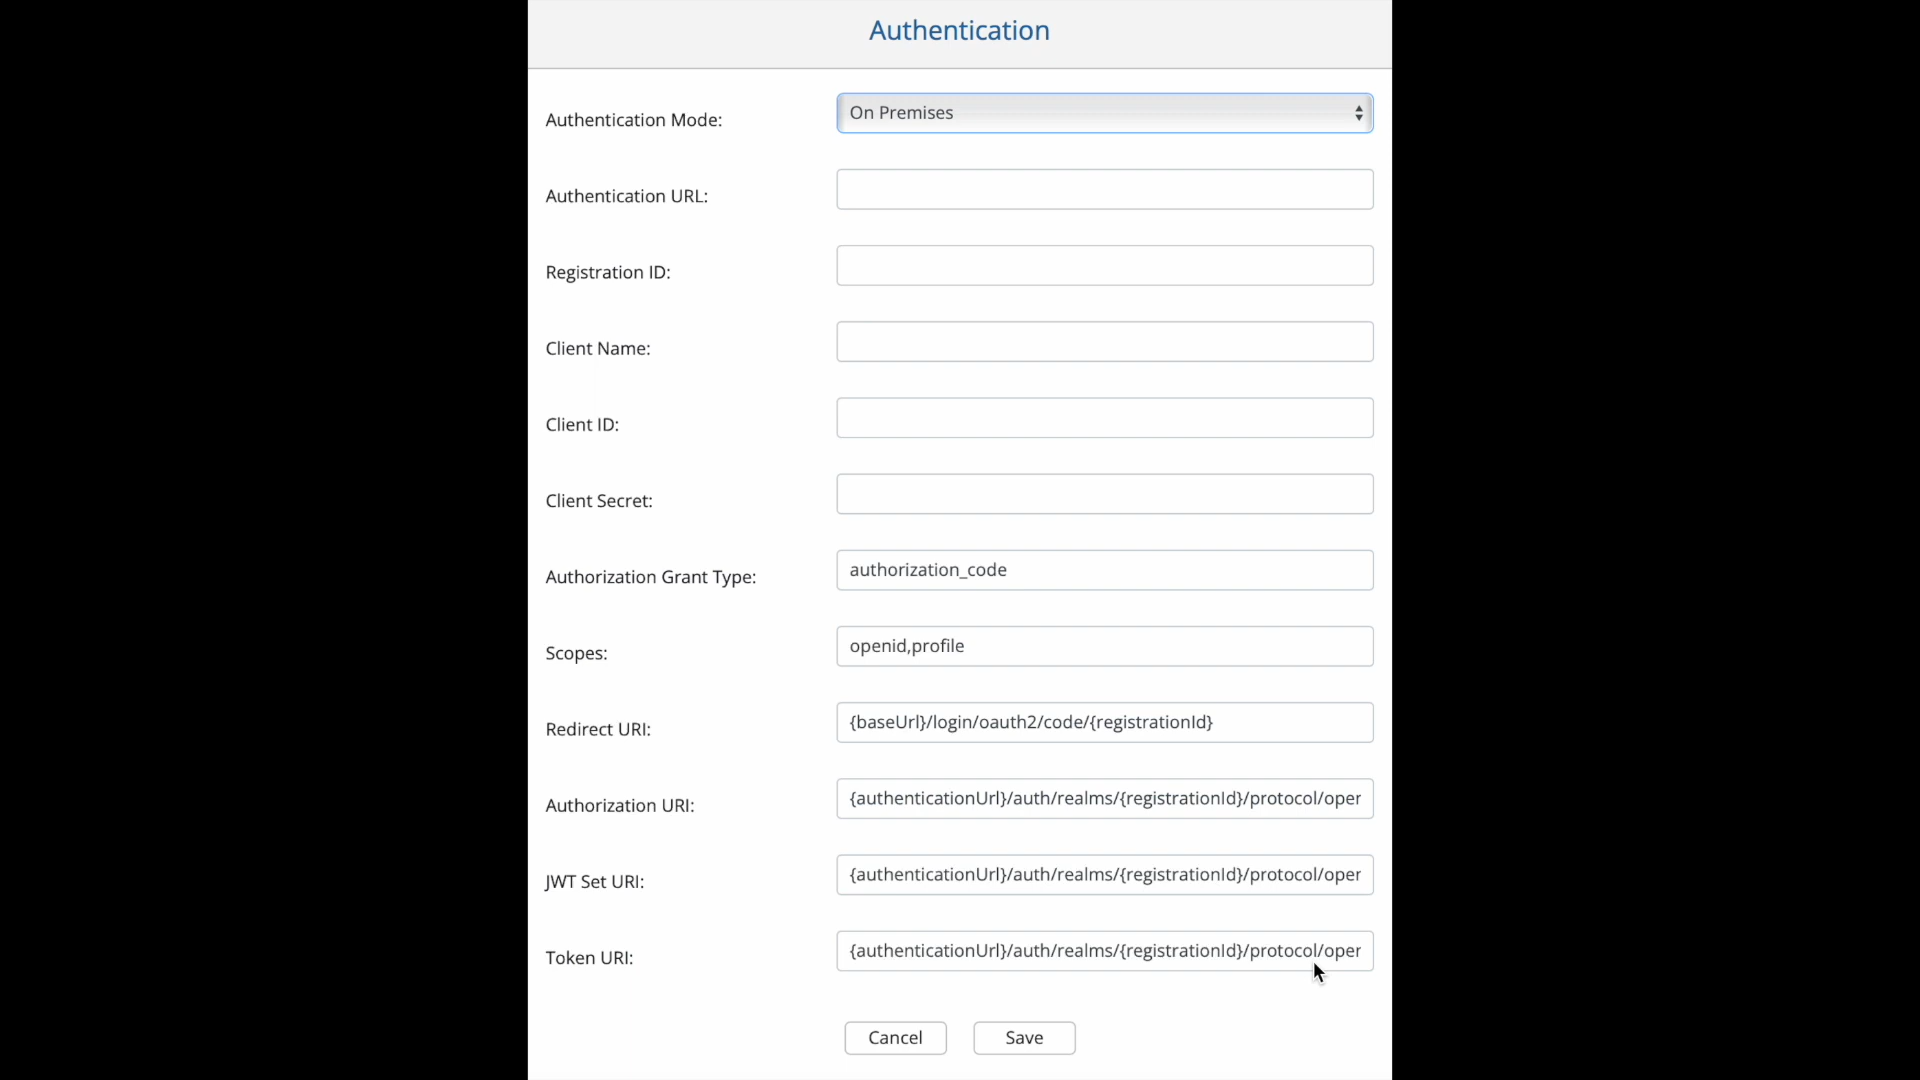 Authentication
Authentication Mode: On Premises
Authentication URL:
Registration ID:
Client Name:
Client ID:
Client Secret:
Authorization Grant Type: authorization_code
Scopes: openid,profile
Redirect URI: {baseUrl}/login/oauth2/code/{registrationId}
Authorization URI: {authenticationUrl}/auth/realms/{registrationId}/protocol/oper
JWT Set URI: {authenticationUrl}/auth/realms/{registrationId}/protocol/oper
Token URI: {authenticationUrl}/auth/realms/{registrationId}/protocol/oper
Cancel Save